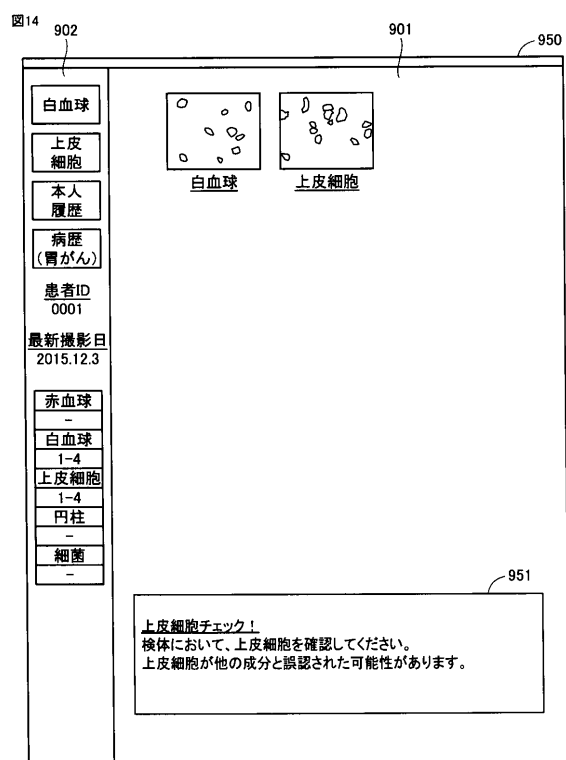 図14
902
901
950
白血球
上皮
細胞
本人
履歴
病歴
(胃がん)
患者ID
0001
最新撮影日
2015.12.3
赤血球
-
白血球
1-4
上皮細胞
1-4
円柱
-
細菌
-
白血球
上皮細胞
951
上皮細胞チェック!
検体において、上皮細胞を確認してください。
上皮細胞が他の成分と誤認された可能性があります。